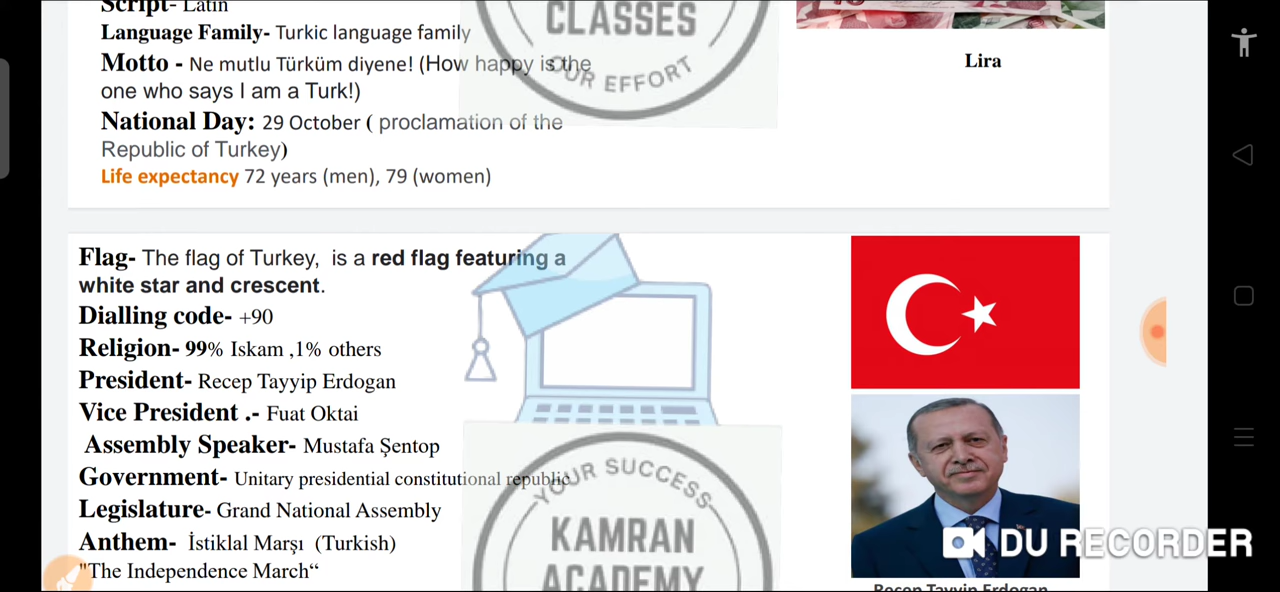 Script- Latin
Language Family- Turkic language family
Motto - Ne mutlu Türküm diyene! (How happy is the
one who says I am a Turk!)
National Day: 29 October ( proclamation of the
Republic of Turkey)
Life expectancy 72 years (men), 79 (women)
CLASSES
OUR EFFORT
Lira
Flag- The flag of Turkey, is a red flag featuring a
white star and crescent.
Dialling code- +90
Religion- 99% Iskam ,1% others
President- Recep Tayyip Erdogan
Vice President .- Fuat Oktai
Assembly Speaker- Mustafa Şentop
Government- Unitary presidential constitutional republic
Legislature- Grand National Assembly
Anthem- İstiklal Marşı (Turkish)
"The Independence March“
YOUR SUCCESS
KAMRAN
ACADEMY
DU RECORDER
Recep Tayyip Erdogan